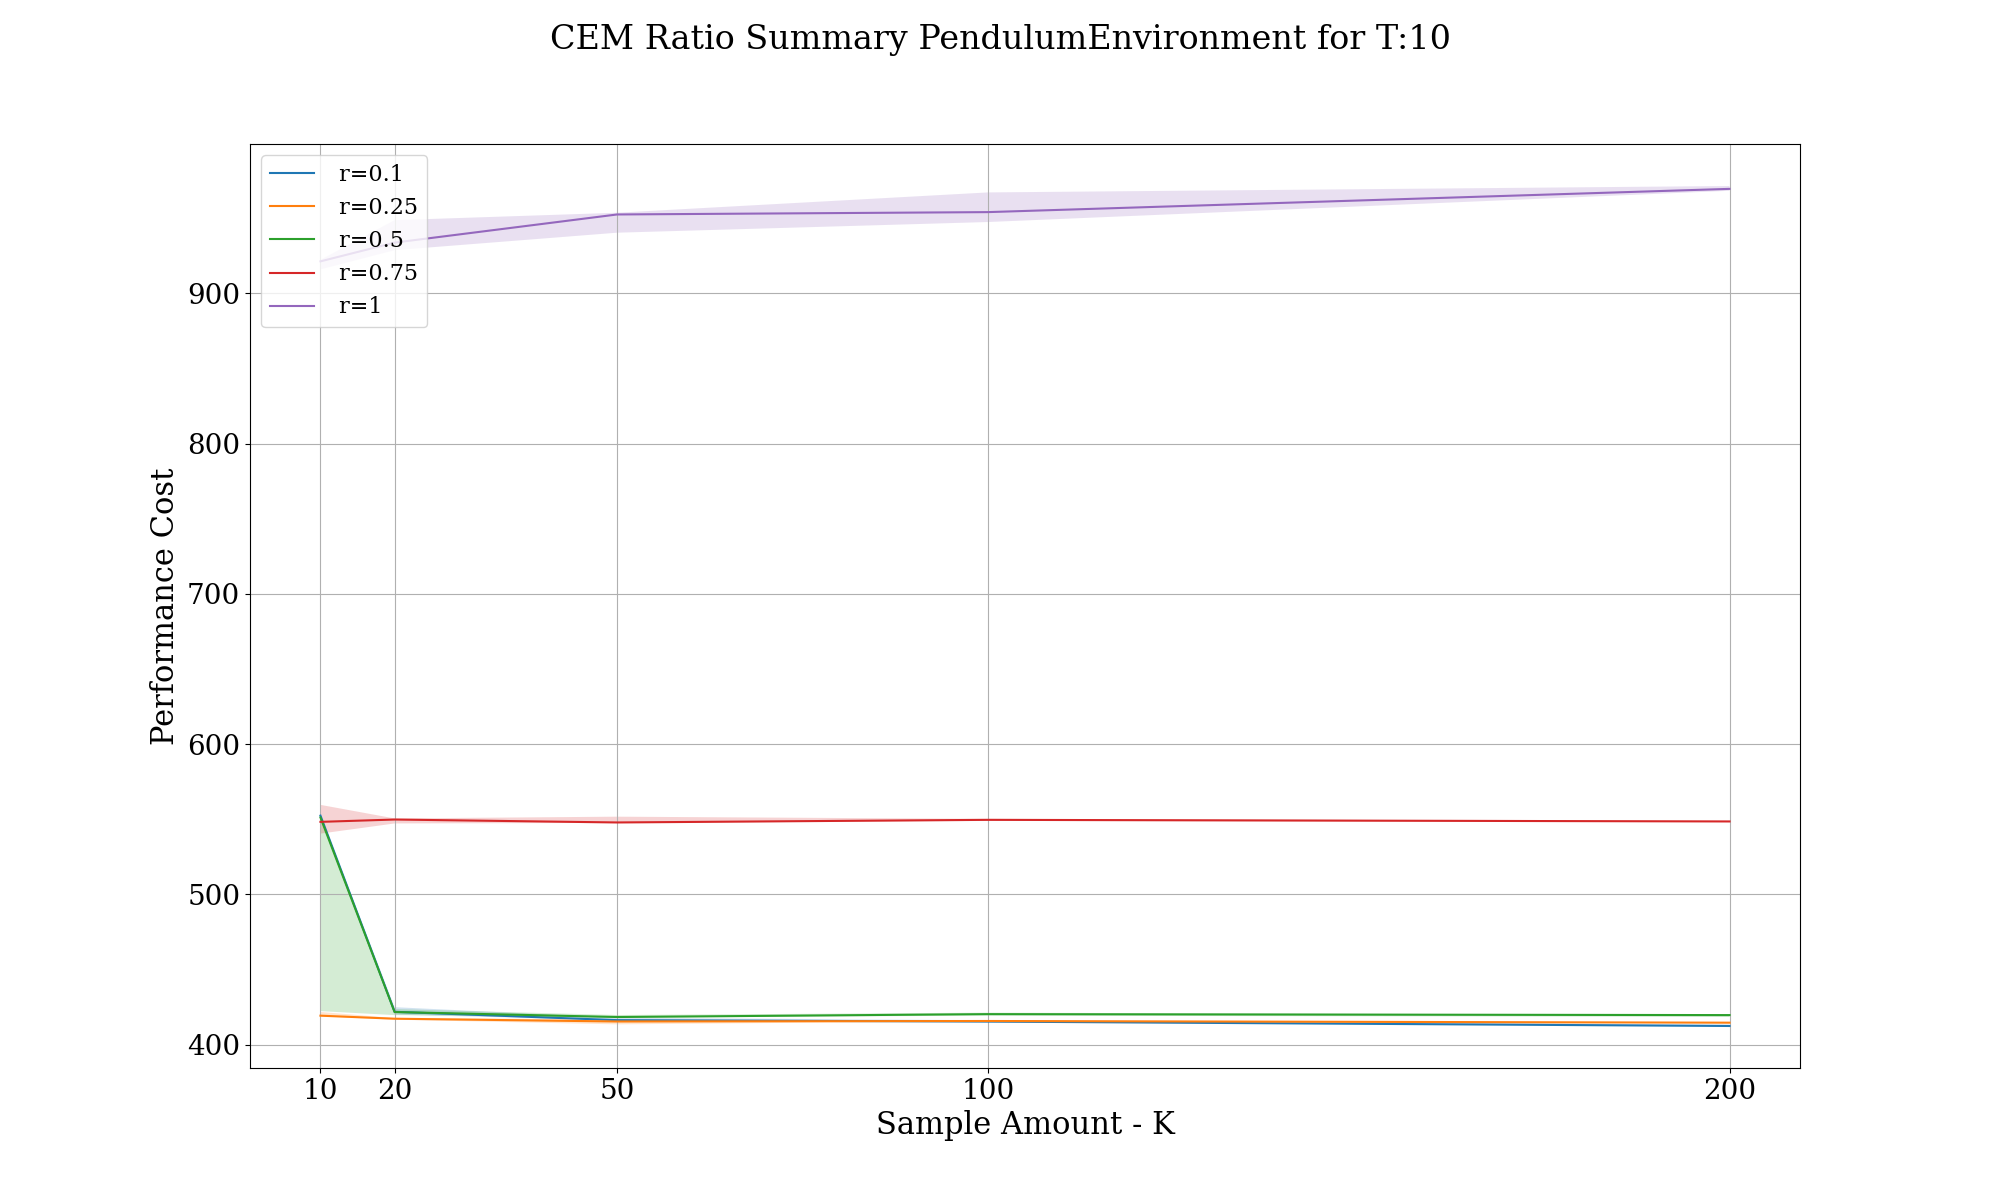 CEM Ratio Summary PendulumEnvironment for T:10
r=0.1
r=0.25
r=0.5
r=0.75
r=1
900
800
700
600
500
400
Performance Cost
10 20 50 100 200
Sample Amount - K